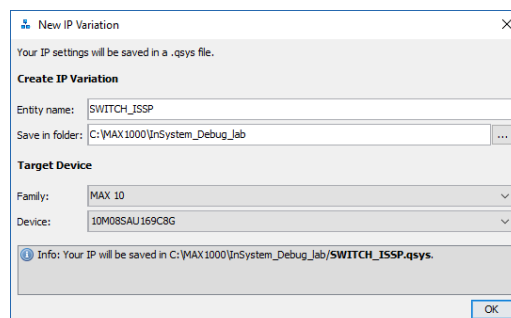 New IP Variation
Your IP settings will be saved in a .qsys file.
Create IP Variation
Entity name: SWITCH_ISSP
Save in folder: C:\MAX1000\InSystem_Debug_lab ...
Target Device
Family: MAX 10
Device: 10M08SAU169C8G
Info: Your IP will be saved in C:\MAX1000\InSystem_Debug_lab/SWITCH_ISSP.qsys.
OK